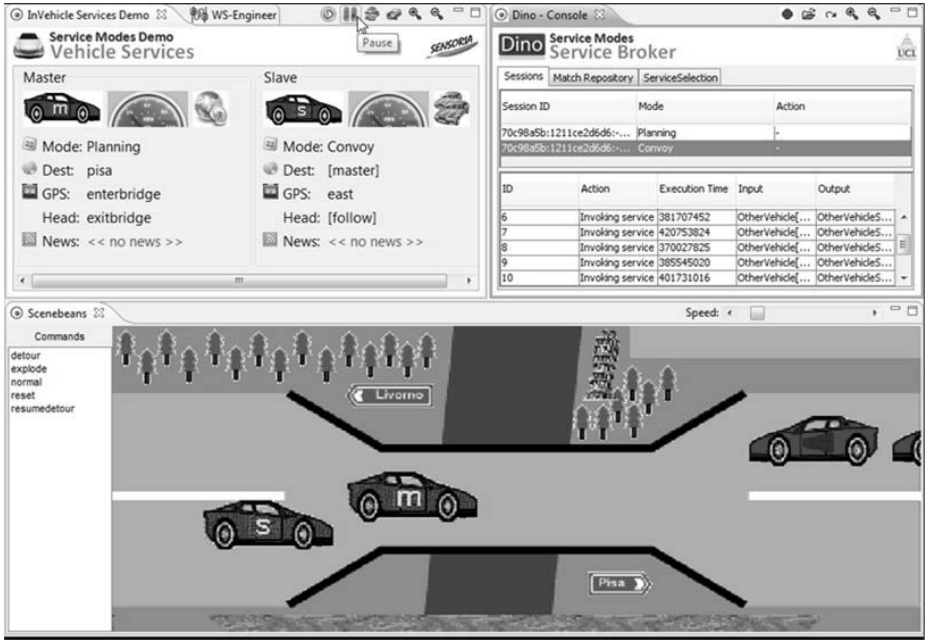 InVehicle Services Demo
WS-Engineer
Pause
Service Modes Demo
Vehicle Services
SENSORIA
Master
Slave
m
s
Mode: Planning
Dest: pisa
GPS: enterbridge
Head: exitbridge
News: << no news >>
Mode: Convoy
Dest: [master]
GPS: east
Head: [follow]
News: << no news >>
Dino - Console
Dino
Service Modes
Service Broker
UCL
Sessions
Match Repository
ServiceSelection
Session ID Mode Action
70c98a5b:1211ce2d6d6:-... Planning -
70c98a5b:1211ce2d6d6:-... Convoy -
ID Action Execution Time Input Output
6 Invoking service 381707452 OtherVehicle[... OtherVehicleS...
7 Invoking service 420753824 OtherVehicle[... OtherVehicleS...
8 Invoking service 370027825 OtherVehicle[... OtherVehicleS...
9 Invoking service 385545020 OtherVehicle[... OtherVehicleS...
10 Invoking service 401731016 OtherVehicle[... OtherVehicleS...
Scenebeans
Speed:
Commands
detour
explode
normal
reset
resumedetour
Livorno
m
s
Pisa